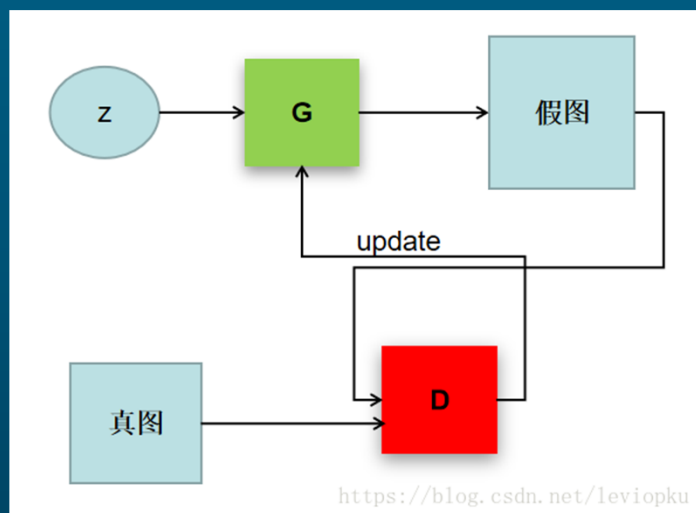 z
G
假图
update
真图
D
https://blog.csdn.net/leviopku